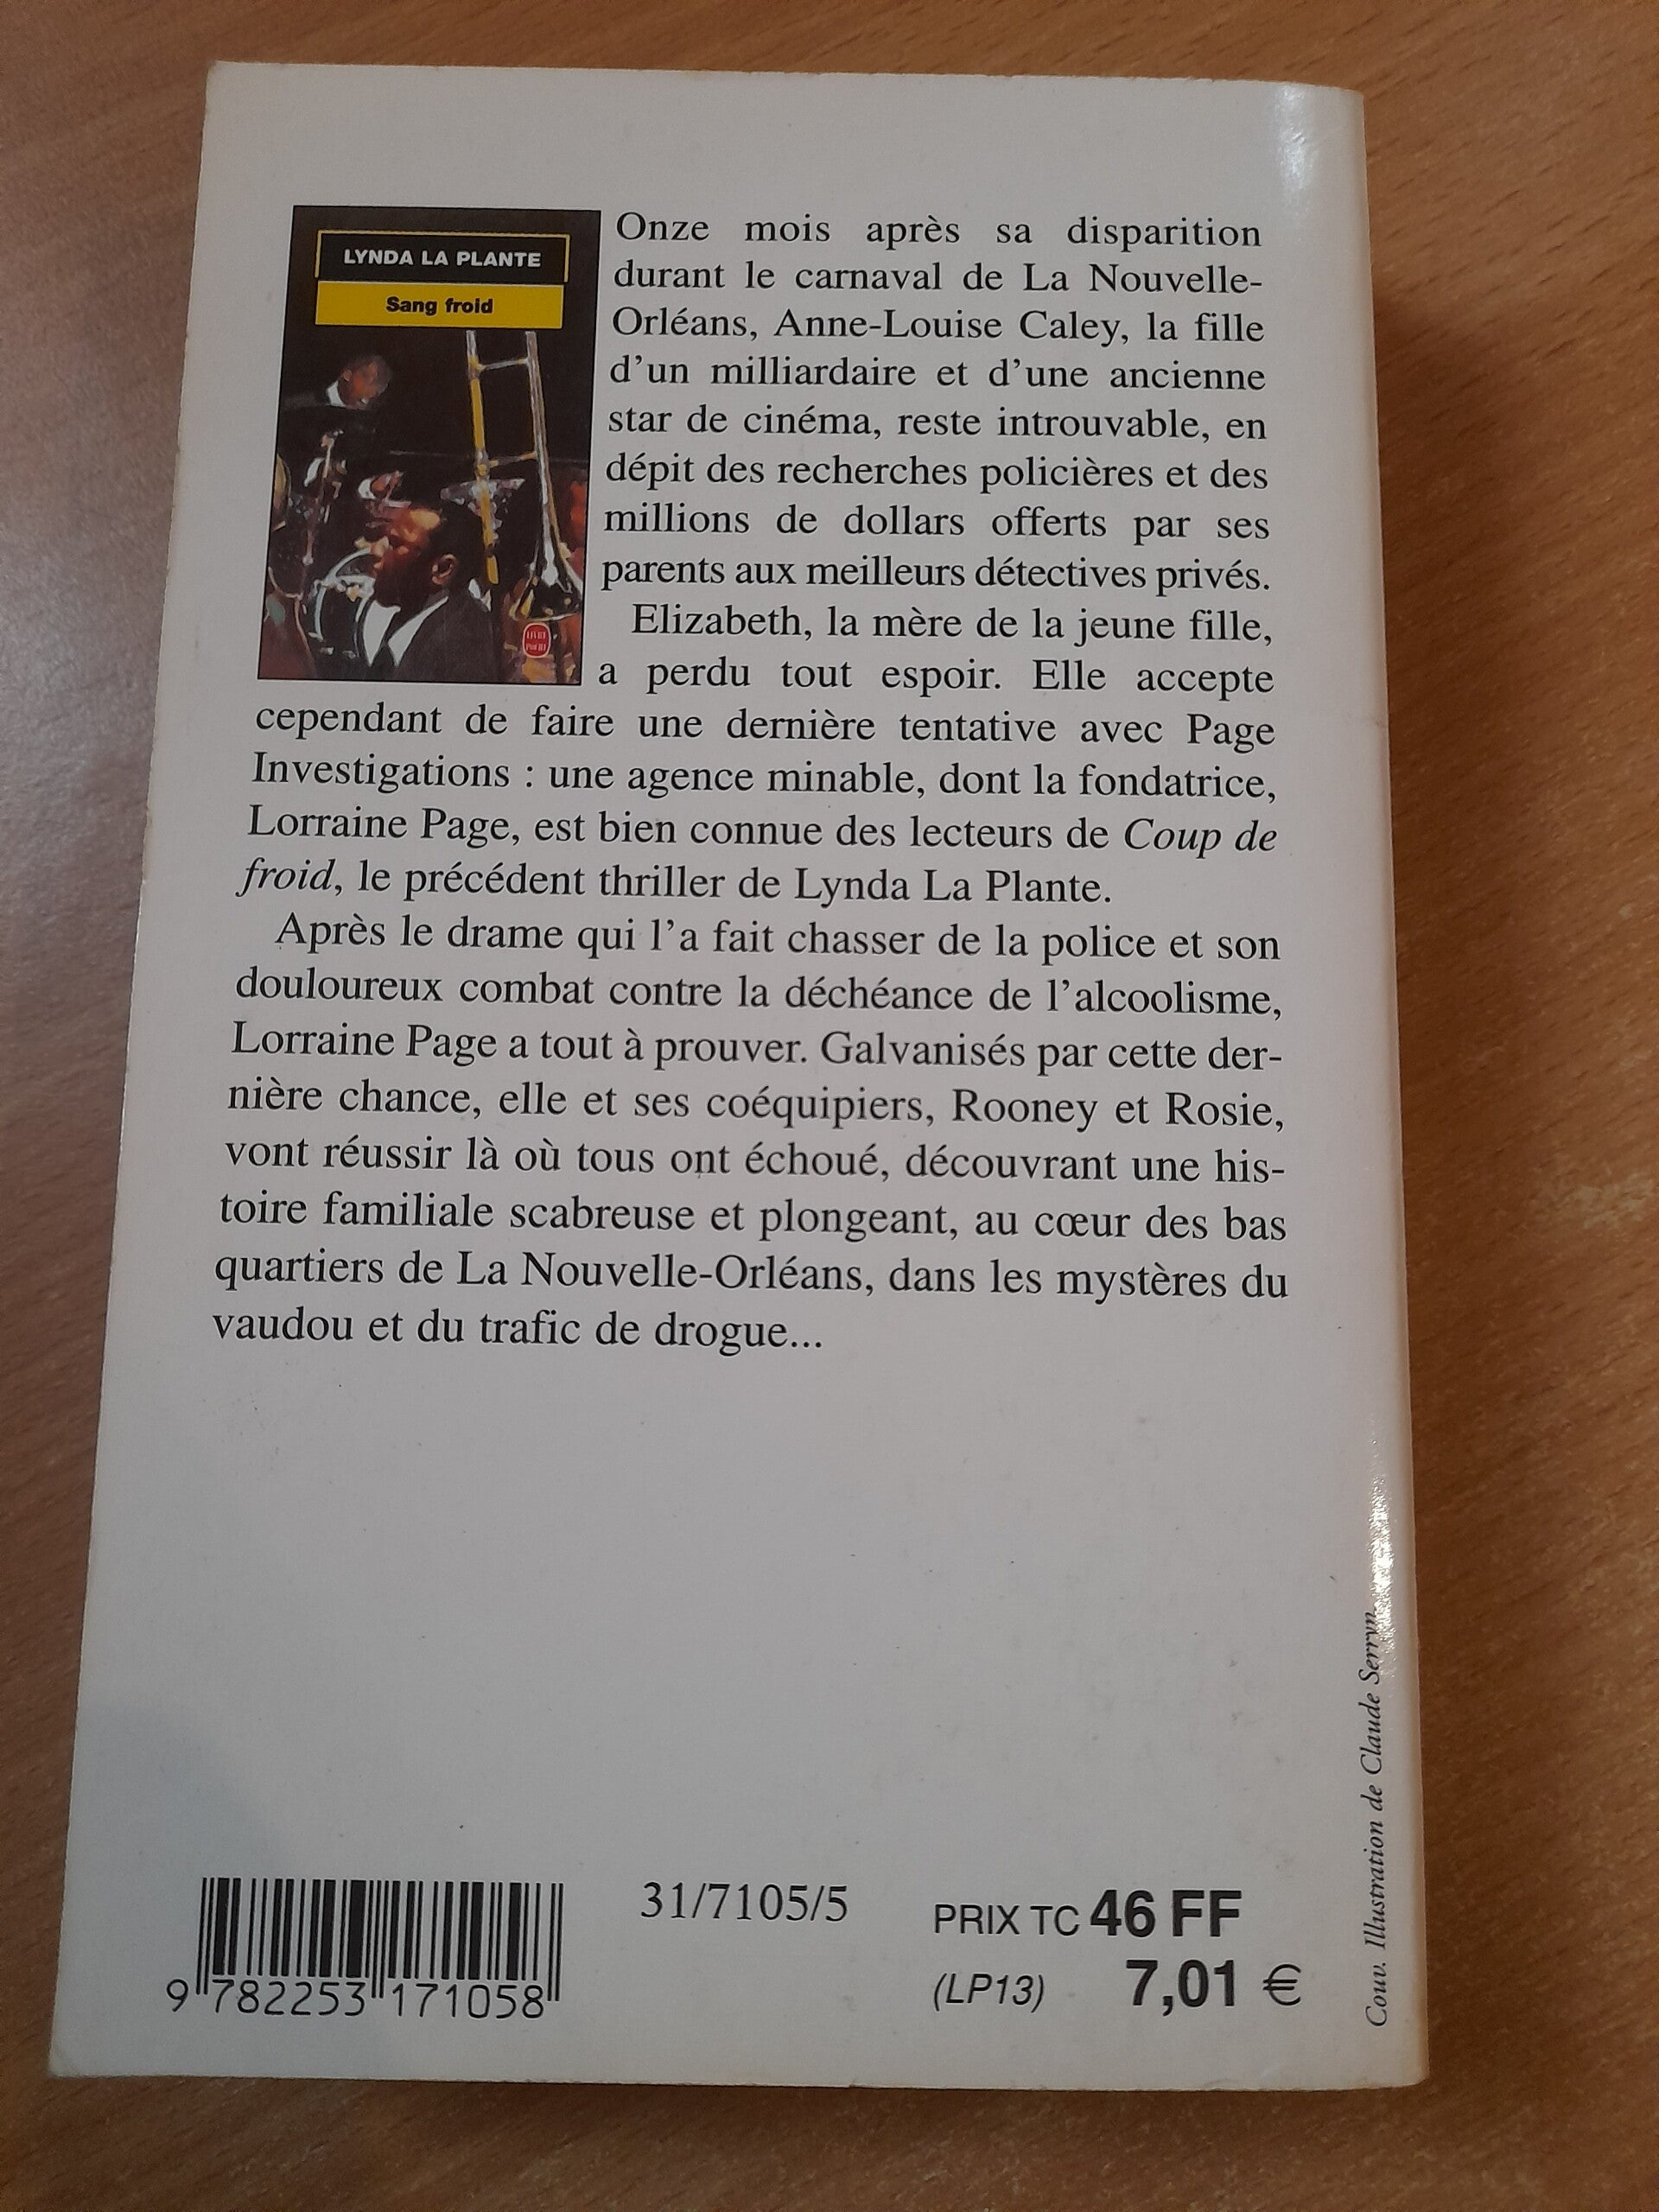 LYNDA LA PLANTE
Sang froid
Onze mois après sa disparition
durant le carnaval de La Nouvelle-
Orléans, Anne-Louise Caley, la fille
d'un milliardaire et d'une ancienne
star de cinéma, reste introuvable, en
dépit des recherches policières et des
millions de dollars offerts par ses
parents aux meilleurs détectives privés.
Elizabeth, la mère de la jeune fille,
a perdu tout espoir. Elle accepte
cependant de faire une dernière tentative avec Page
Investigations : une agence minable, dont la fondatrice,
Lorraine Page, est bien connue des lecteurs de Coup de
froid, le précédent thriller de Lynda La Plante.
Après le drame qui l'a fait chasser de la police et son
douloureux combat contre la déchéance de l'alcoolisme,
Lorraine Page a tout à prouver. Galvanisés par cette der-
nière chance, elle et ses coéquipiers, Rooney et Rosie,
vont réussir là où tous ont échoué, découvrant une his-
toire familiale scabreuse et plongeant, au cœur des bas
quartiers de La Nouvelle-Orléans, dans les mystères du
vaudou et du trafic de drogue...
9 782253 171058
31/7105/5
PRIX TC 46 FF
(LP13) 7,01 €
Couv. Illustration de Claude Serryn.